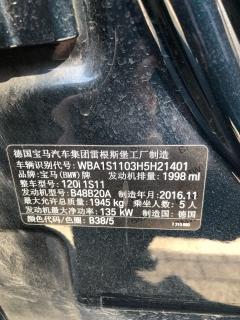 德国宝马汽车集团雷根斯堡工厂制造
车辆识别代号: WBA1S1103H5H21401
品牌: 宝马(BMW)牌 发动机排量: 1998 ml
整车型号: 120i 1S11
发动机型号: B48B20A 制造年月: 2016.11
最大允许总质量: 1945 kg 乘坐人数: 5 人
发动机最大净功率: 135 kW 制造国: 德国
颜色代码/色圈: B38/5